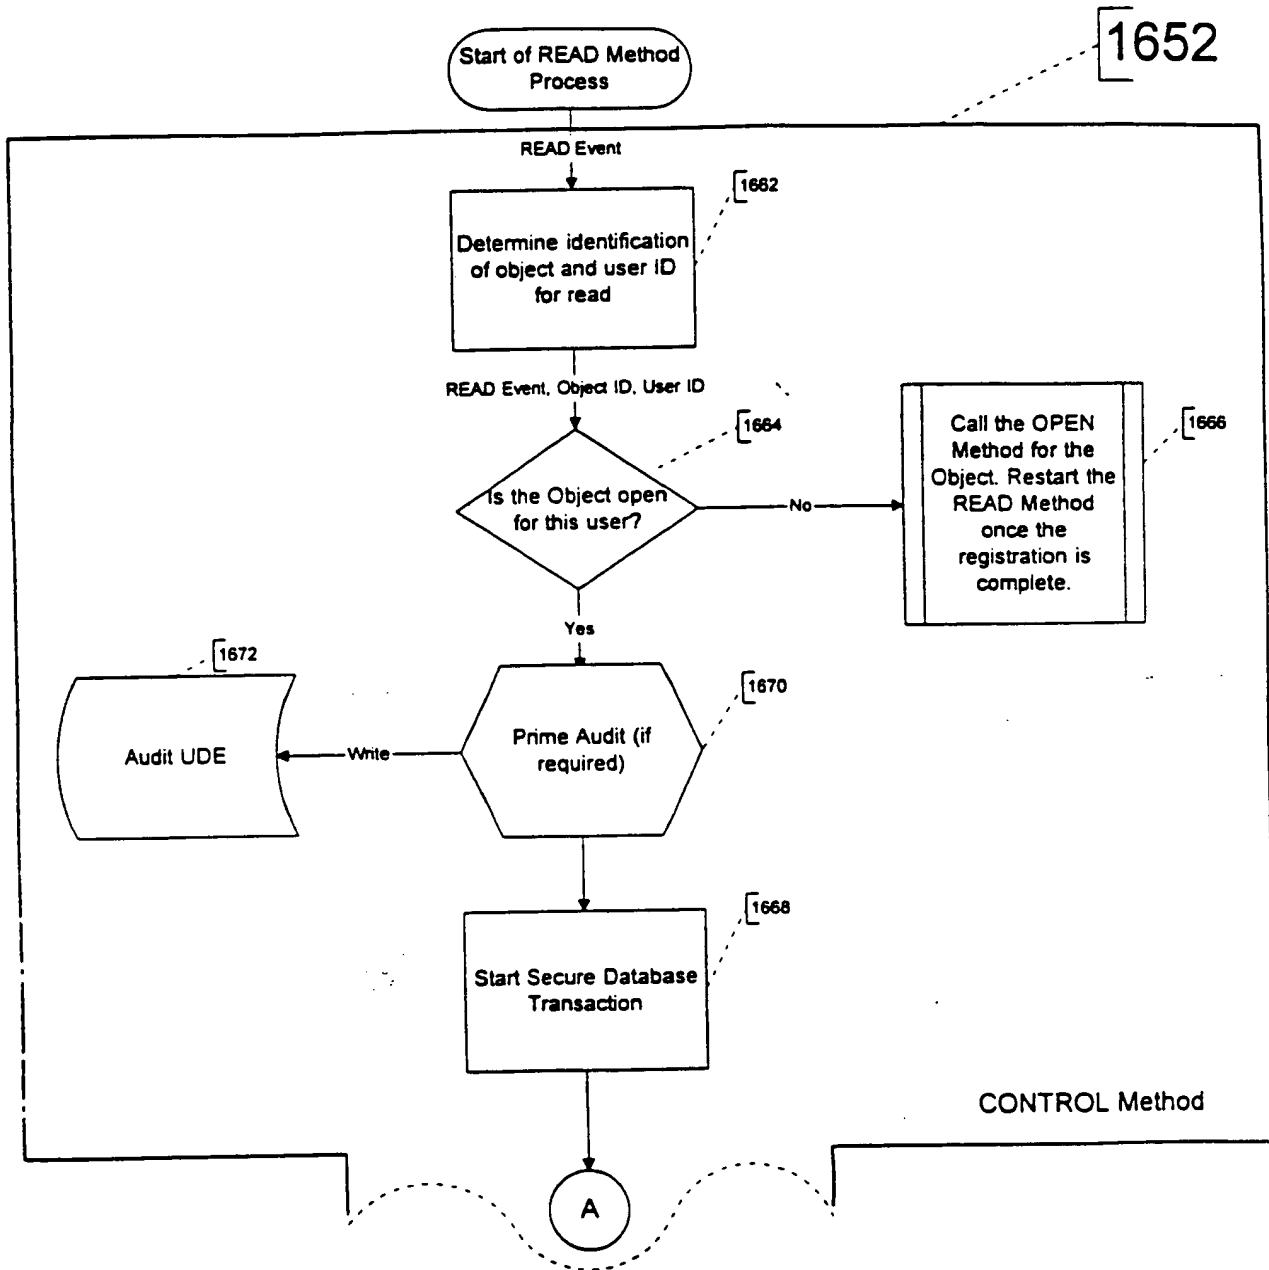 1652
Start of READ Method
Process
READ Event
1662
Determine identification
of object and user ID
for read
READ Event, Object ID, User ID
1664
Is the Object open
for this user?
No
1666
Call the OPEN
Method for the
Object. Restart the
READ Method
once the
registration is
complete.
Yes
1672
Audit UDE
Write
1670
Prime Audit (if
required)
1668
Start Secure Database
Transaction
CONTROL Method
A